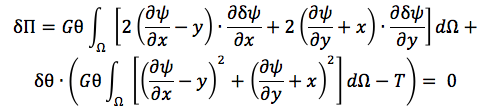 δΠ = Gθ ∫_Ω [2 (∂ψ/∂x − y) · ∂δψ/∂x + 2 (∂ψ/∂y + x) · ∂δψ/∂y] dΩ +
δθ · (Gθ ∫_Ω [(∂ψ/∂x − y)² + (∂ψ/∂y + x)²] dΩ − T) = 0